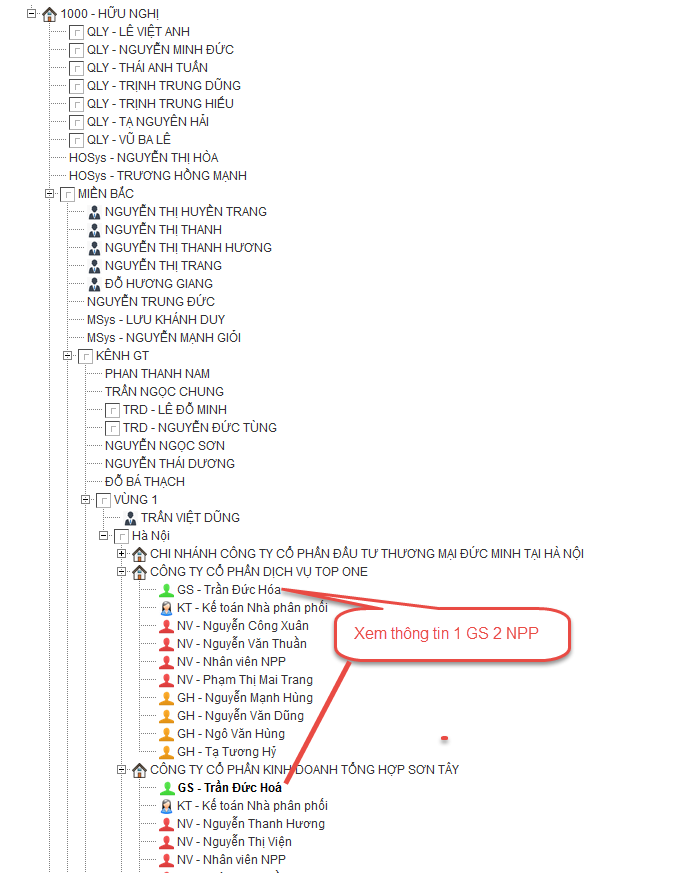 1000 - HỮU NGHỊ
QLY - LÊ VIỆT ANH
QLY - NGUYỄN MINH ĐỨC
QLY - THÁI ANH TUẤN
QLY - TRỊNH TRUNG DŨNG
QLY - TRỊNH TRUNG HIẾU
QLY - TẠ NGUYÊN HẢI
QLY - VŨ BA LÊ
HOSys - NGUYỄN THỊ HÒA
HOSys - TRƯƠNG HỒNG MẠNH
MIỀN BẮC
NGUYỄN THỊ HUYỀN TRANG
NGUYỄN THỊ THANH
NGUYỄN THỊ THANH HƯƠNG
NGUYỄN THỊ TRANG
ĐỖ HƯƠNG GIANG
NGUYỄN TRUNG ĐỨC
MSys - LƯU KHÁNH DUY
MSys - NGUYỄN MẠNH GIỎI
KÊNH GT
PHAN THANH NAM
TRẦN NGỌC CHUNG
TRD - LÊ ĐỖ MINH
TRD - NGUYỄN ĐỨC TÙNG
NGUYỄN NGỌC SƠN
NGUYỄN THÁI DƯƠNG
ĐỖ BÁ THẠCH
VÙNG 1
TRẦN VIỆT DŨNG
Hà Nội
CHI NHÁNH CÔNG TY CỔ PHẦN ĐẦU TƯ THƯƠNG MẠI ĐỨC MINH TẠI HÀ NỘI
CÔNG TY CỔ PHẦN DỊCH VỤ TOP ONE
GS - Trần Đức Hóa
KT - Kế toán Nhà phân phối
NV - Nguyễn Công Xuân
Xem thông tin 1 GS 2 NPP
NV - Nguyễn Văn Thuần
NV - Nhân viên NPP
NV - Phạm Thị Mai Trang
GH - Nguyễn Mạnh Hùng
GH - Nguyễn Văn Dũng
GH - Ngô Văn Hùng
GH - Tạ Tương Hỷ
CÔNG TY CỔ PHẦN KINH DOANH TỔNG HỢP SƠN TÂY
GS - Trần Đức Hoá
KT - Kế toán Nhà phân phối
NV - Nguyễn Thanh Hương
NV - Nguyễn Thị Viện
NV - Nhân viên NPP